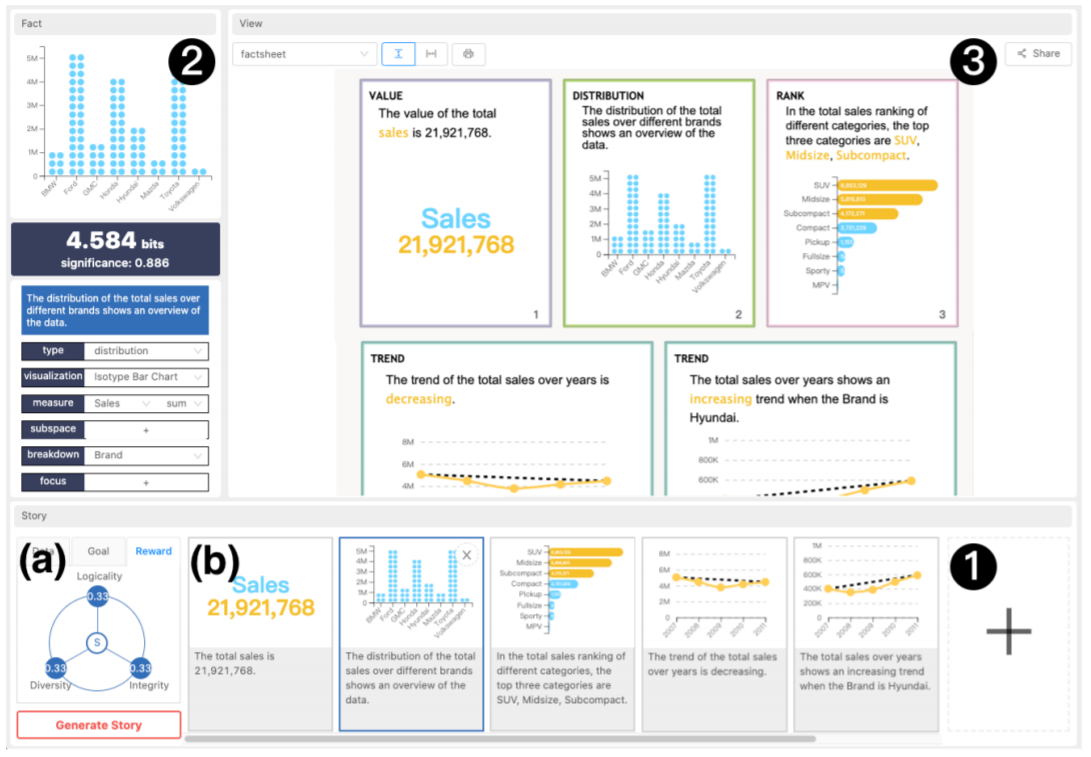 Fact
5M
4M
3M
2M
1M
0
BMW
Ford
GMC
Honda
Hyundai
Mazda
Toyota
Volkswagen
2
4.584 bits
significance: 0.886
The distribution of the total sales over
different brands shows an overview of
the data.
type
distribution
visualization
Isotype Bar Chart
measure
Sales
sum
subspace
+
breakdown
Brand
focus
+
View
factsheet
3
Share
VALUE
The value of the total
sales is 21,921,768.
Sales
21,921,768
1
DISTRIBUTION
The distribution of the total
sales over different brands
shows an overview of the
data.
5M
4M
3M
2M
1M
0
BMW
Ford
GMC
Honda
Hyundai
Mazda
Toyota
Volkswagen
2
RANK
In the total sales ranking of
different categories, the top
three categories are SUV,
Midsize, Subcompact.
SUV
Midsize
Subcompact
Compact
Pickup
Fullsize
Sporty
MPV
3
TREND
The trend of the total sales over years is
decreasing.
8M
6M
4M
TREND
The total sales over years shows an
increasing trend when the Brand is
Hyundai.
1M
800K
600K
Story
(a)
Goal
Reward
Logicality
0.33
S
0.33
0.33
Diversity
Integrity
Generate Story
(b)
Sales
21,921,768
The total sales is
21,921,768.
5M
4M
3M
2M
1M
0
BMW
Ford
GMC
Honda
Hyundai
Mazda
Toyota
Volkswagen
The distribution of the total
sales over different brands
shows an overview of the
data.
SUV
Midsize
Subcompact
Compact
Pickup
Fullsize
Sporty
MPV
In the total sales ranking of
different categories, the
top three categories are
SUV, Midsize, Subcompact.
8M
6M
4M
2M
0
2007
2008
2009
2010
2011
The trend of the total sales
over years is decreasing.
1M
800K
600K
400K
200K
2007
2008
2009
2010
2011
The total sales over years
shows an increasing trend
when the Brand is Hyundai.
1
+